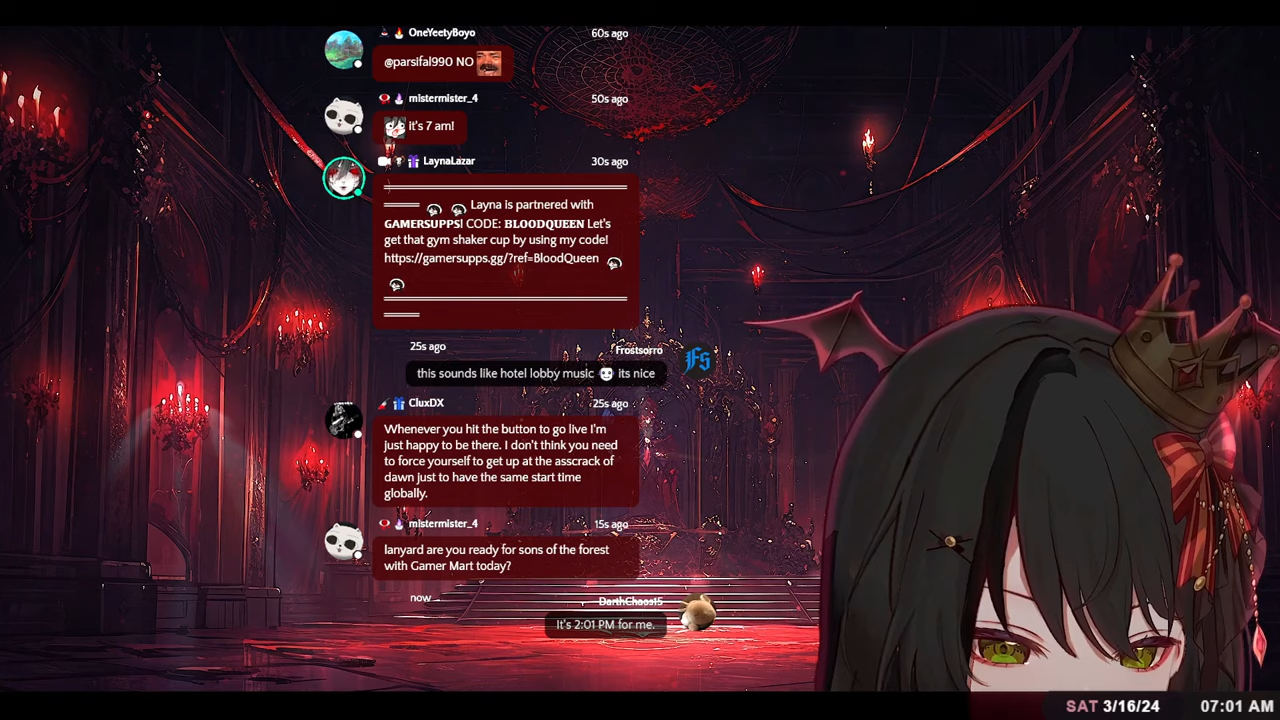 OneYeetyBoyo 60s ago
@parsifal990 NO
mistermister_4 50s ago
it's 7 am!
LaynaLazar 30s ago
Layna is partnered with
GAMERSUPPS! CODE: BLOODQUEEN Let's
get that gym shaker cup by using my code!
https://gamersupps.gg/?ref=BloodQueen
25s ago Frostsorro
FS
this sounds like hotel lobby music its nice
CluxDX 25s ago
Whenever you hit the button to go live I'm
just happy to be there. I don't think you need
to force yourself to get up at the asscrack of
dawn just to have the same start time
globally.
mistermister_4 15s ago
lanyard are you ready for sons of the forest
with Gamer Mart today?
now DarthChaos15
It's 2:01 PM for me.
SAT 3/16/24 07:01 AM